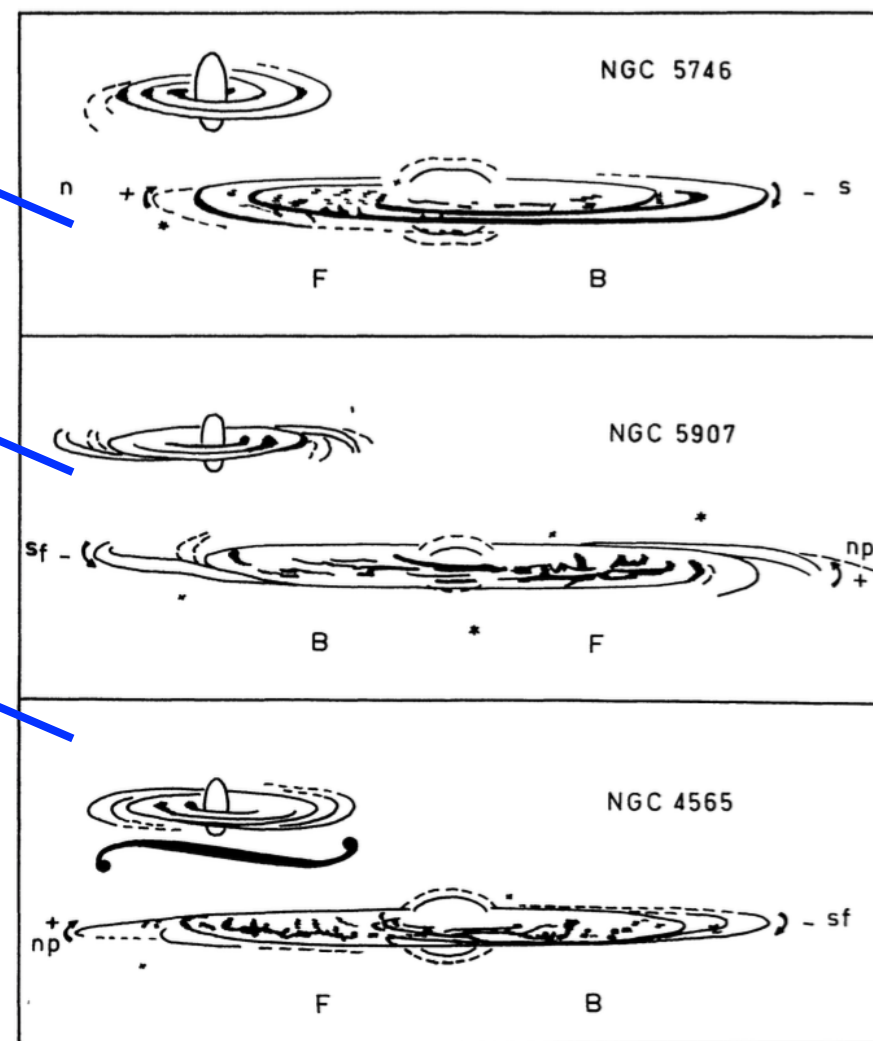 NGC 5746
n + - s
F B
NGC 5907
sf - np
+
B F
NGC 4565
+
np - sf
F B